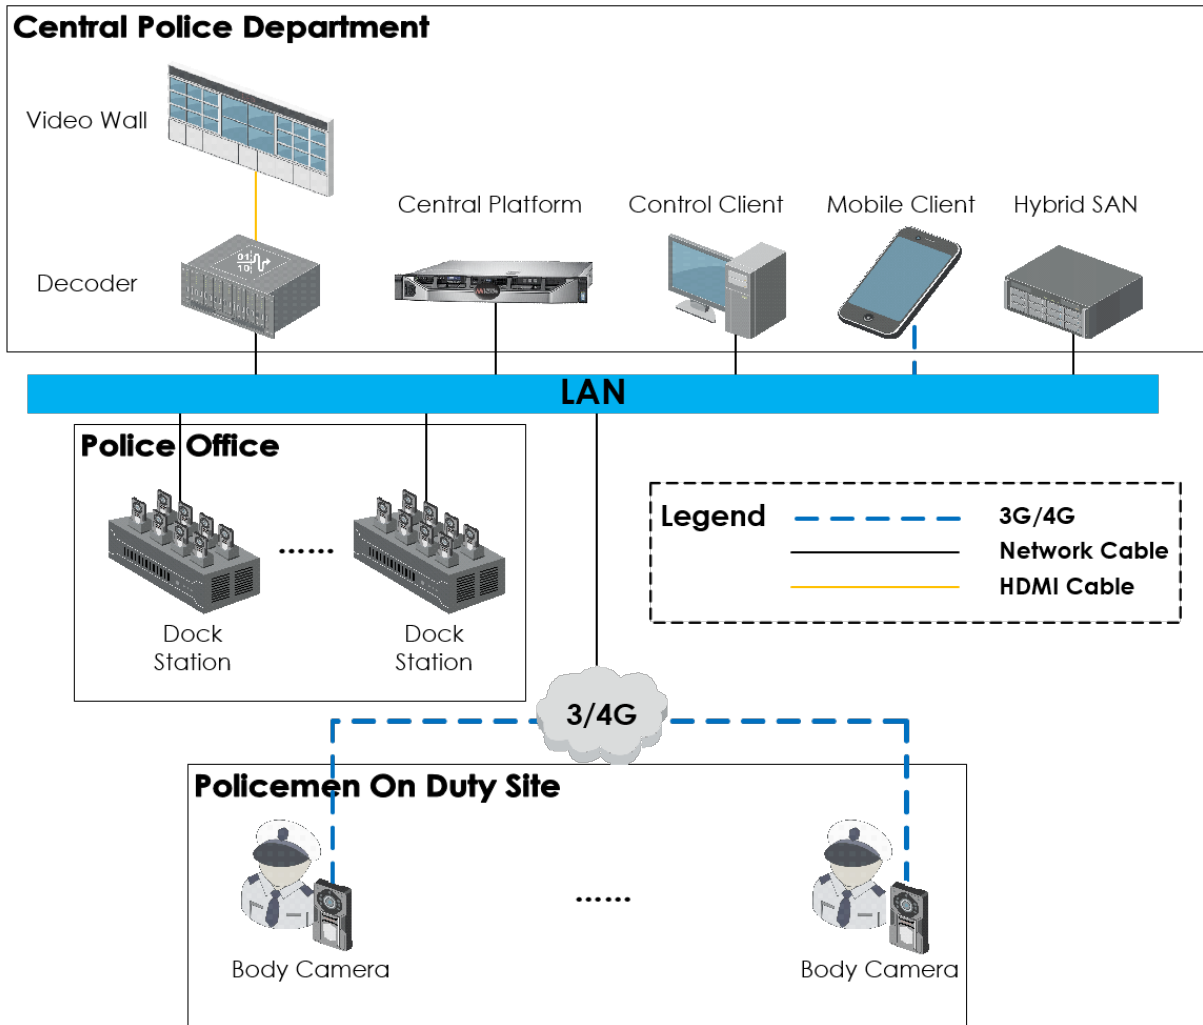 Central Police Department
Video Wall
Central Platform
Control Client
Mobile Client
Hybrid SAN
Decoder
01
10
LAN
Police Office
......
Dock
Station
Dock
Station
Legend
3G/4G
Network Cable
HDMI Cable
3/4G
Policemen On Duty Site
......
Body Camera
Body Camera